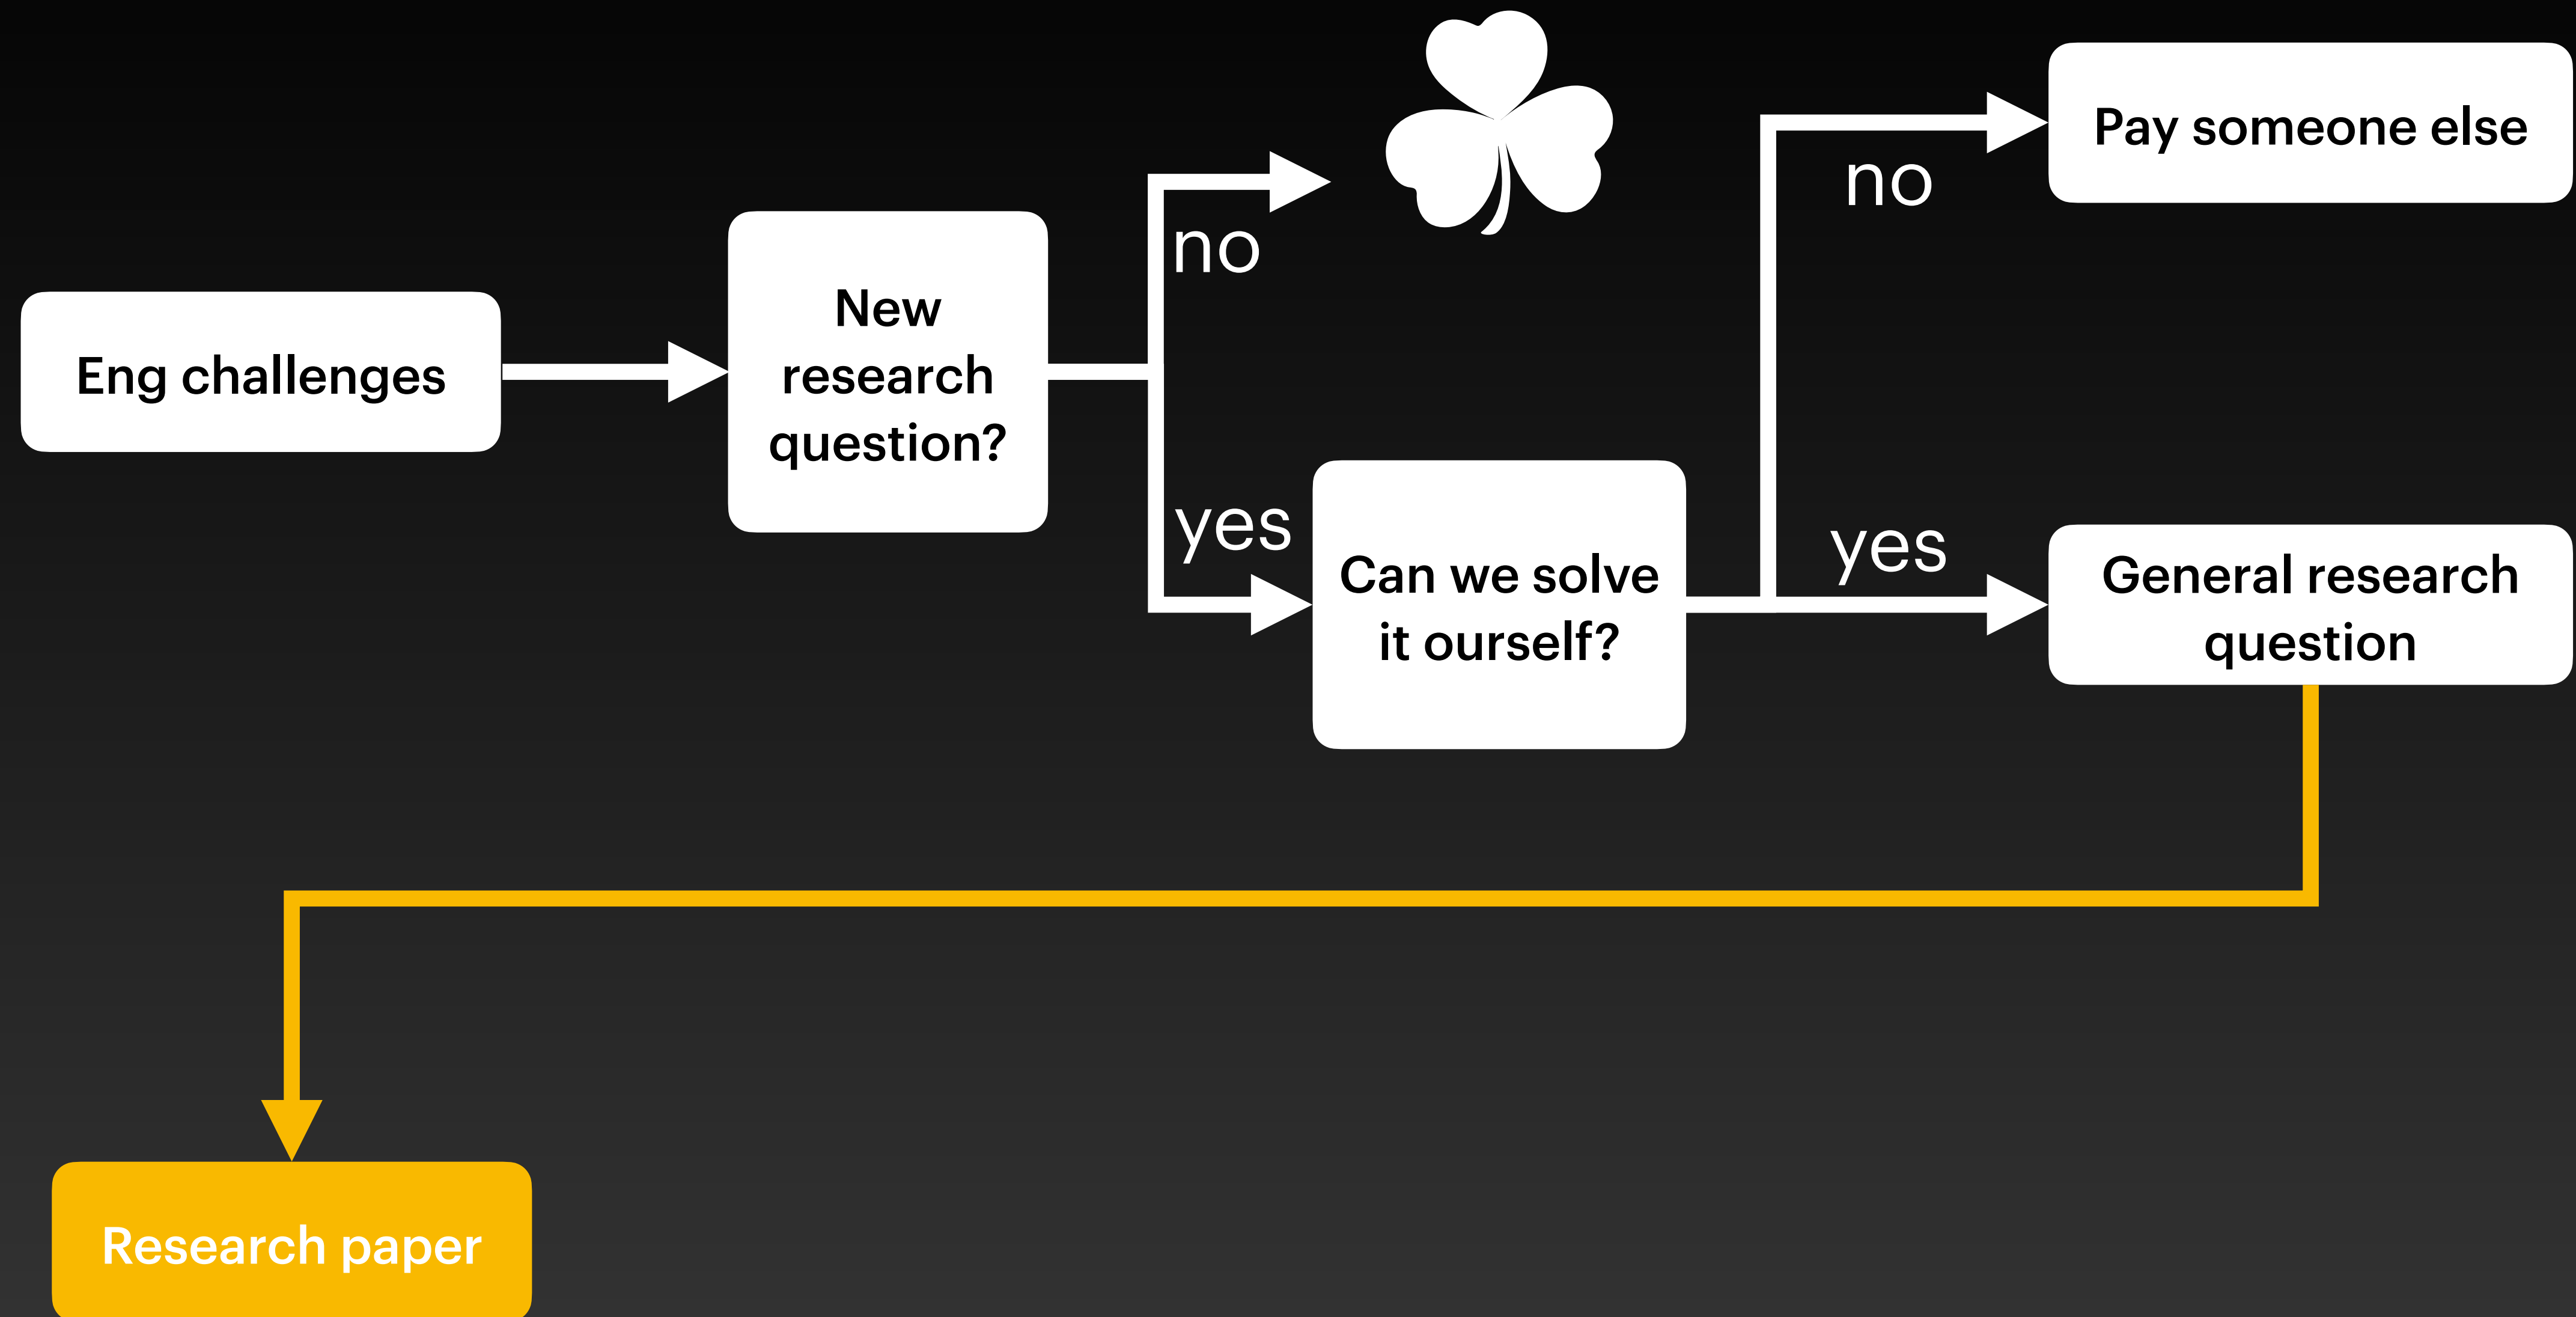 Eng challenges
New
research
question?
no
yes
Can we solve
it ourself?
no
yes
Pay someone else
General research
question
Research paper